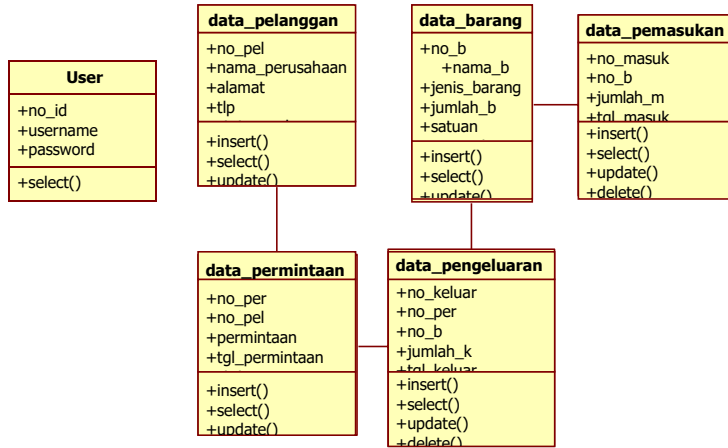 User
+no_id
+username
+password
+select()
data_pelanggan
+no_pel
+nama_perusahaan
+alamat
+tlp
+insert()
+select()
+update()
data_barang
+no_b
+nama_b
+jenis_barang
+jumlah_b
+satuan
+insert()
+select()
+update()
data_pemasukan
+no_masuk
+no_b
+jumlah_m
+tgl_masuk
+insert()
+select()
+update()
+delete()
data_permintaan
+no_per
+no_pel
+permintaan
+tgl_permintaan
+insert()
+select()
+update()
data_pengeluaran
+no_keluar
+no_per
+no_b
+jumlah_k
+tgl_keluar
+insert()
+select()
+update()
+delete()